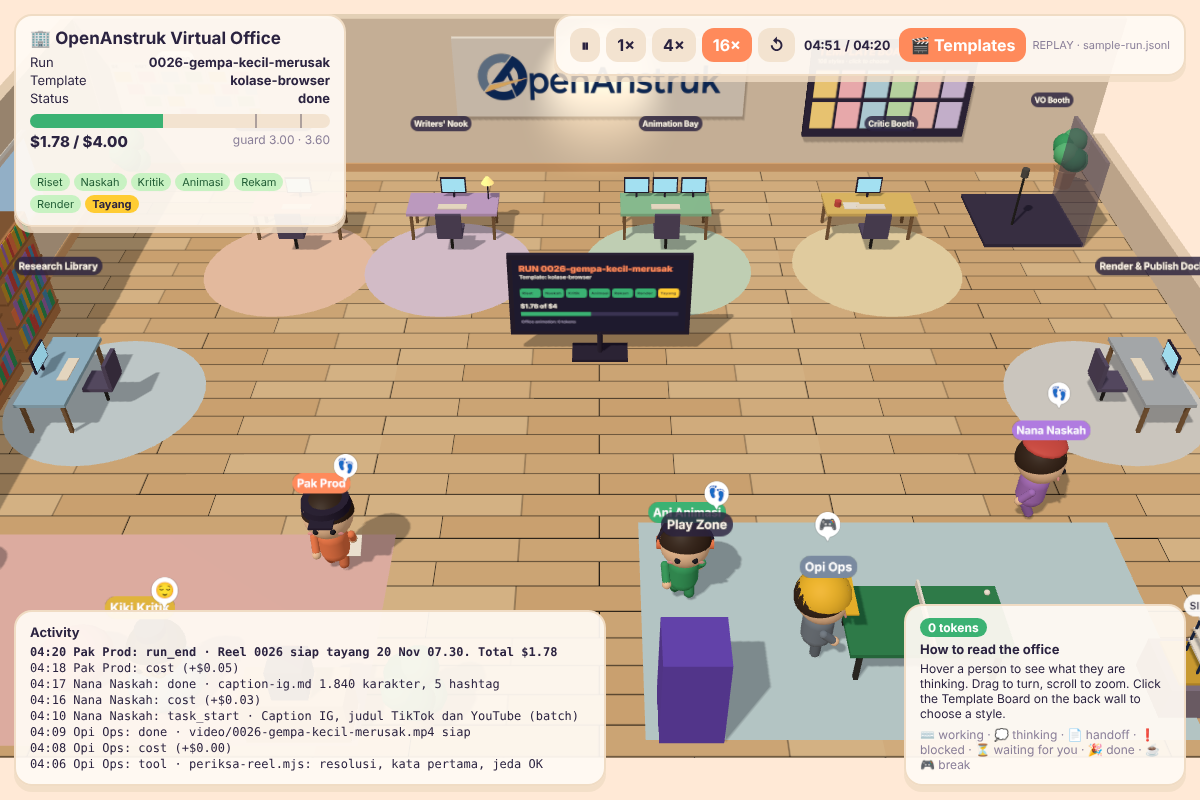 🏢 OpenAnstruk Virtual Office
Run 0026-gempa-kecil-merusak
Template kolase-browser
Status done
$1.78 / $4.00 guard 3.00 · 3.60
Riset Naskah Kritik Animasi Rekam
Render Tayang
⏸ 1× 4× 16× ↺ 04:51 / 04:20 🎬 Templates REPLAY · sample-run.jsonl
OpenAnstruk
Writers' Nook
Animation Bay
Critic Booth
VO Booth
Research Library
Render & Publish Doc
RUN 0026-gempa-kecil-merusak
Template: kolase-browser
$1.78 of $4
Nana Naskah
Pak Prod
Ani Animasi
Play Zone
Opi Ops
Kiki Kritik
Activity
04:20 Pak Prod: run_end · Reel 0026 siap tayang 20 Nov 07.30. Total $1.78
04:18 Pak Prod: cost (+$0.05)
04:17 Nana Naskah: done · caption-ig.md 1.840 karakter, 5 hashtag
04:16 Nana Naskah: cost (+$0.03)
04:10 Nana Naskah: task_start · Caption IG, judul TikTok dan YouTube (batch)
04:09 Opi Ops: done · video/0026-gempa-kecil-merusak.mp4 siap
04:08 Opi Ops: cost (+$0.00)
04:06 Opi Ops: tool · periksa-reel.mjs: resolusi, kata pertama, jeda OK
0 tokens
How to read the office
Hover a person to see what they are
thinking. Drag to turn, scroll to zoom. Click
the Template Board on the back wall to
choose a style.
⌨️ working · 💭 thinking · 📄 handoff · ❗
blocked · ⏳ waiting for you · 🎉 done · ☕
🎮 break